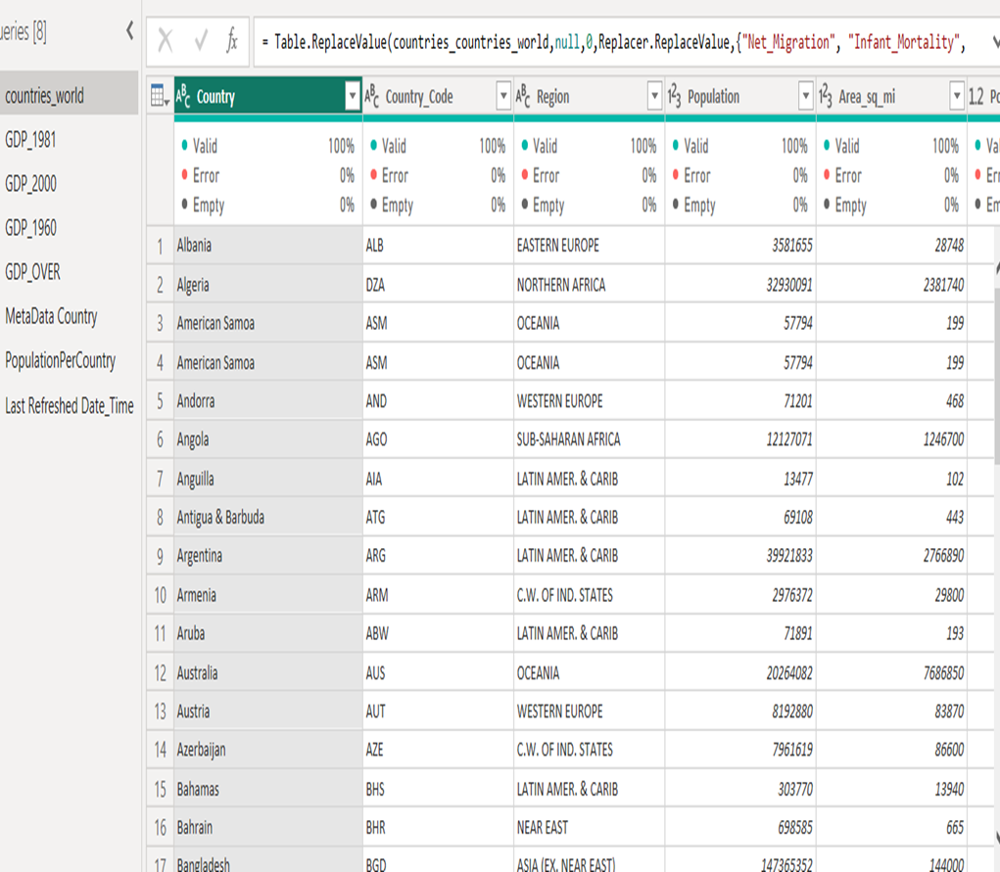 ueries [8]
= Table.ReplaceValue(countries_countries_world,null,0,Replacer.ReplaceValue,{"Net_Migration", "Infant_Mortality",
countries_world
GDP_1981
GDP_2000
GDP_1960
GDP_OVER
MetaData Country
PopulationPerCountry
Last Refreshed Date_Time
Country Country_Code Region Population Area_sq_mi 1.2 Po
Valid 100% Valid 100% Valid 100% Valid 100% Valid 100% Va
Error 0% Error 0% Error 0% Error 0% Error 0% Err
Empty 0% Empty 0% Empty 0% Empty 0% Empty 0% Em
1 Albania ALB EASTERN EUROPE 3581655 28748
2 Algeria DZA NORTHERN AFRICA 32930091 2381740
3 American Samoa ASM OCEANIA 57794 199
4 American Samoa ASM OCEANIA 57794 199
5 Andorra AND WESTERN EUROPE 71201 468
6 Angola AGO SUB-SAHARAN AFRICA 12127071 1246700
7 Anguilla AIA LATIN AMER. & CARIB 13477 102
8 Antigua & Barbuda ATG LATIN AMER. & CARIB 69108 443
9 Argentina ARG LATIN AMER. & CARIB 39921833 2766890
10 Armenia ARM C.W. OF IND. STATES 2976372 29800
11 Aruba ABW LATIN AMER. & CARIB 71891 193
12 Australia AUS OCEANIA 20264082 7686850
13 Austria AUT WESTERN EUROPE 8192880 83870
14 Azerbaijan AZE C.W. OF IND. STATES 7961619 86600
15 Bahamas BHS LATIN AMER. & CARIB 303770 13940
16 Bahrain BHR NEAR EAST 698585 665
17 Bangladesh BGD ASIA (EX. NEAR EAST) 147365352 144000